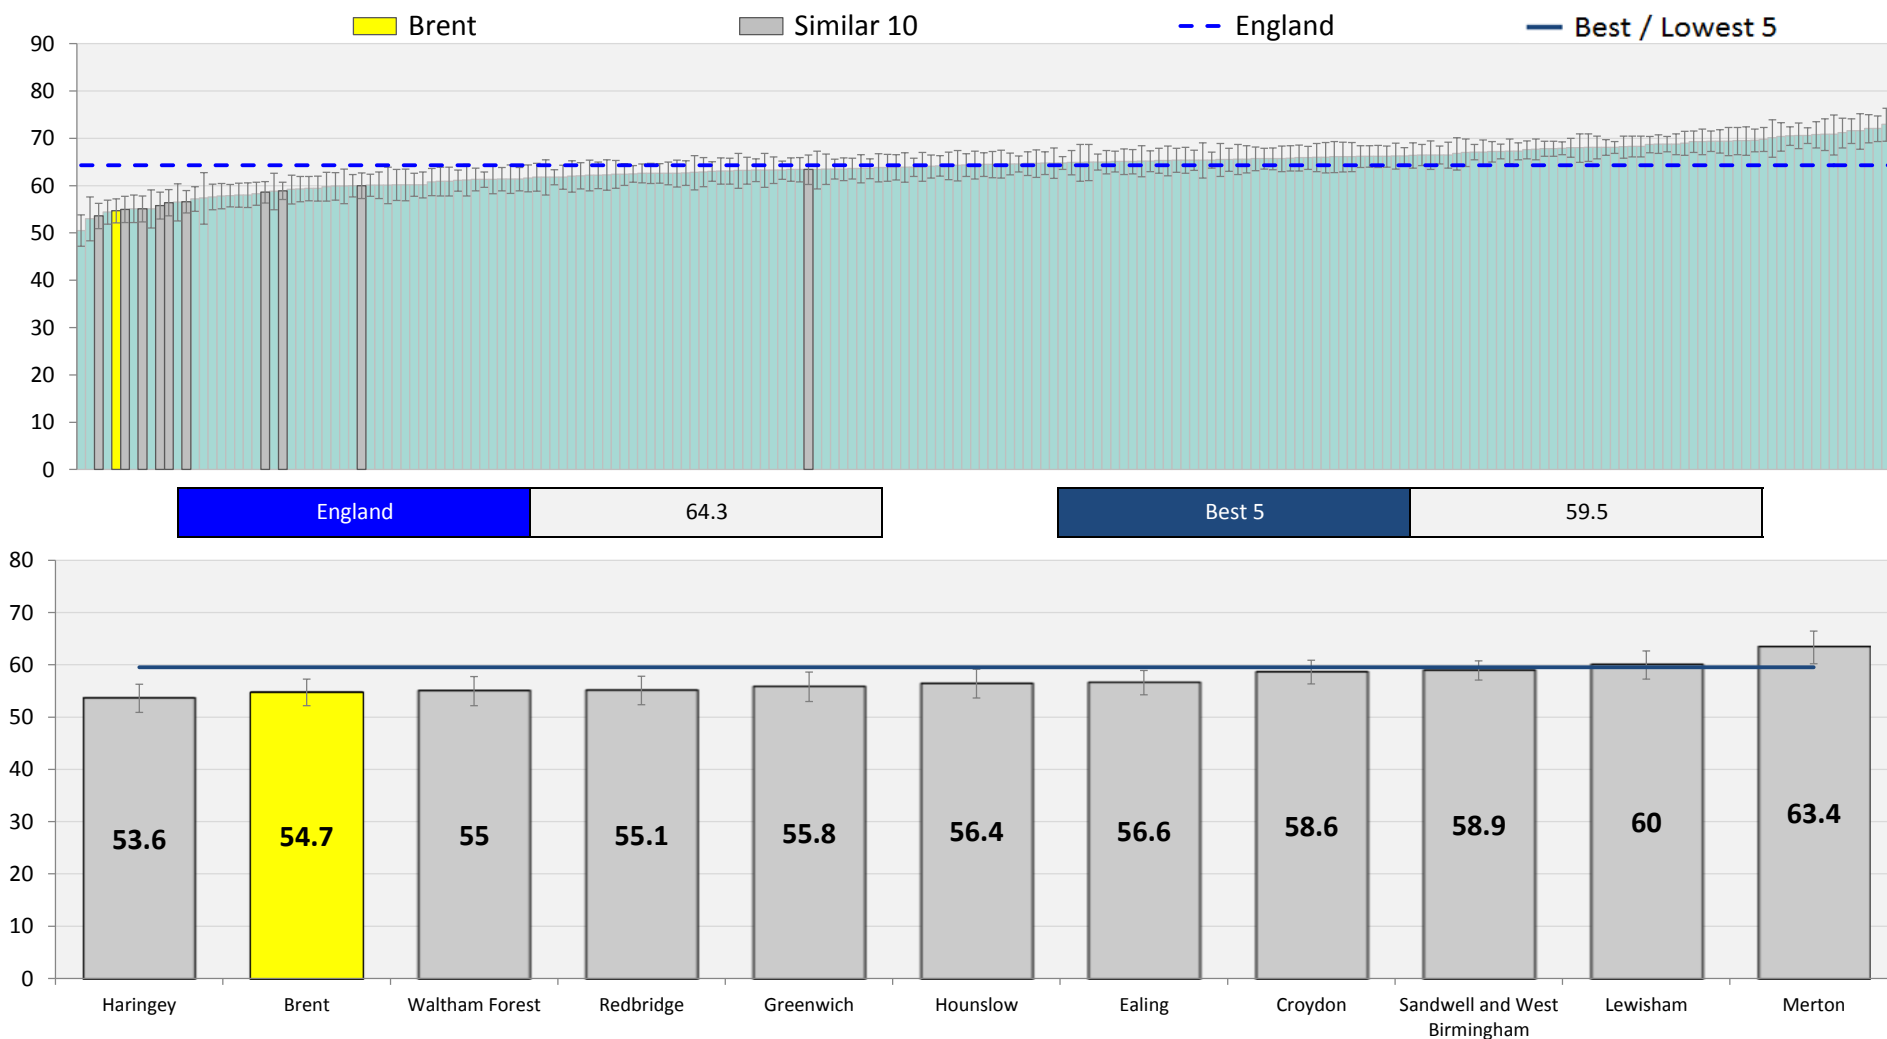 Brent
Similar 10
England
Best / Lowest 5
90
80
70
60
50
40
30
20
10
0
England 64.3
Best 5 59.5
80
70
60
50
40
30
20
10
0
53.6 54.7 55 55.1 55.8 56.4 56.6 58.6 58.9 60 63.4
Haringey Brent Waltham Forest Redbridge Greenwich Hounslow Ealing Croydon Sandwell and West Lewisham Merton
Birmingham